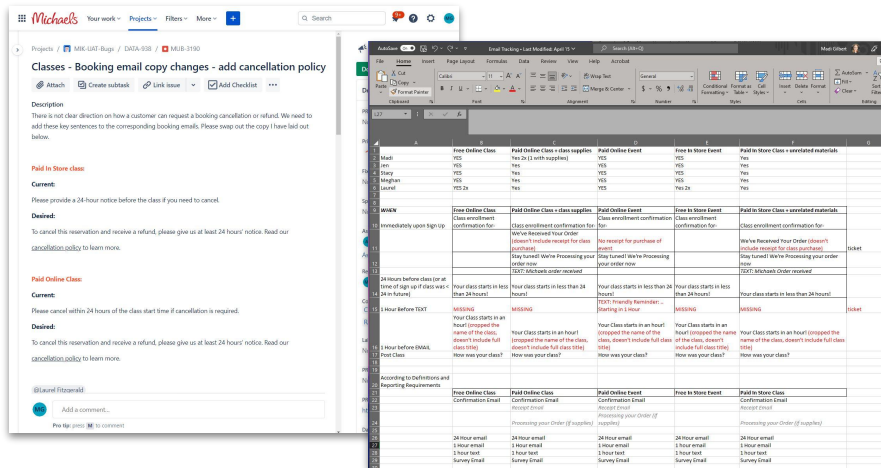 Michaels Your work Projects Filters More + Search 9+
Projects / MIK-UAT-Bugs / DATA-938 / MUB-3190
Classes - Booking email copy changes - add cancellation policy
Attach Create subtask Link issue Add Checklist
Description
There is not clear direction on how a customer can request a booking cancellation or refund. We need to
add these key sentences to the corresponding booking emails. Please swap out the copy I have laid out
below.
Paid In Store class:
Current:
Please provide a 24-hour notice before the class if you need to cancel.
Desired:
To cancel this reservation and receive a refund, please give us at least 24 hours' notice. Read our
cancellation policy to learn more.
Paid Online Class:
Current:
Please cancel within 24 hours of the class start time if cancellation is required.
Desired:
To cancel this reservation and receive a refund, please give us at least 24 hours' notice. Read our
cancellation policy to learn more.
@Laurel Fitzgerald
MG Add a comment...
Pro tip: press M to comment
AutoSave Email Tracking • Last Modified: April 15 Search (Alt+Q) Madi Gilbert
File Home Insert Page Layout Formulas Data Review View Help Acrobat
Paste Cut Copy Format Painter
Calibri 11 Wrap Text Merge & Center General
Conditional Formatting Format as Table Cell Styles Insert Delete Format AutoSum Fill Clear Sort Filter
Clipboard Font Alignment Number Styles Cells Editing
L27 fx
A B C D E F G
1 Free Online Class Paid Online Class + class supplies Paid Online Event Free In Store Event Paid In Store Class + unrelated materials
2 Madi YES Yes 2x (1 with supplies) YES YES Yes
3 Jen YES Yes YES YES Yes
4 Stacy YES Yes YES YES Yes
5 Meghan YES Yes YES YES Yes
6 Laurel YES 2x Yes YES Yes 2x Yes
9 WHEN Free Online Class Paid Online Class + class supplies Paid Online Event Free In Store Event Paid In Store Class + unrelated materials
10 Immediately upon Sign Up Class enrollment confirmation for- Class enrollment confirmation for- Class enrollment confirmation for- Class enrollment confirmation for- Class enrollment confirmation for-
11 We've Received Your Order (doesn't include receipt for class purchase) No receipt for purchase of event We've Received Your Order (doesn't include receipt for class purchase) ticket
12 Stay tuned! We're Processing your order now Stay tuned! We're Processing your order now Stay tuned! We're Processing your order now
13 TEXT: Michaels order received TEXT: Michaels Order received
14 24 Hours before class (or at time of sign up if class was < 24 in future) Your class starts in less than 24 hours! Your class starts in less than 24 hours! Your class starts in less than 24 hours! Your class starts in less than 24 hours! Your class starts in less than 24 hours!
15 1 Hour Before TEXT MISSING MISSING TEXT: Friendly Reminder: ... Starting in 1 Hour MISSING MISSING ticket
16 1 Hour before EMAIL Your Class starts in an hour! (cropped the name of the class, doesn't include full class title) Your Class starts in an hour! (cropped the name of the class, doesn't include full class title) Your Class starts in an hour! (cropped the name of the class, doesn't include full class title) Your Class starts in an hour! (cropped the name of the class, doesn't include full class title) Your Class starts in an hour! (cropped the name of the class, doesn't include full class title)
17 Post Class How was your class? How was your class? How was your class? How was your class? How was your class?
20 According to Definitions and Reporting Requirements
21 Free Online Class Paid Online Class Paid Online Event Free In Store Event Paid In Store Class
22 Confirmation Email Confirmation Email Confirmation Email Confirmation Email
23 Receipt Email Receipt Email Receipt Email
24 Processing your Order (if supplies) Processing your Order (if supplies) Processing your Order (if supplies)
26 24 Hour email 24 Hour email 24 Hour email 24 Hour email 24 Hour email
27 1 Hour email 1 Hour email 1 Hour email 1 Hour email 1 Hour email
28 1 hour text 1 hour text 1 hour text 1 hour text 1 hour text
29 Survey Email Survey Email Survey Email Survey Email Survey Email